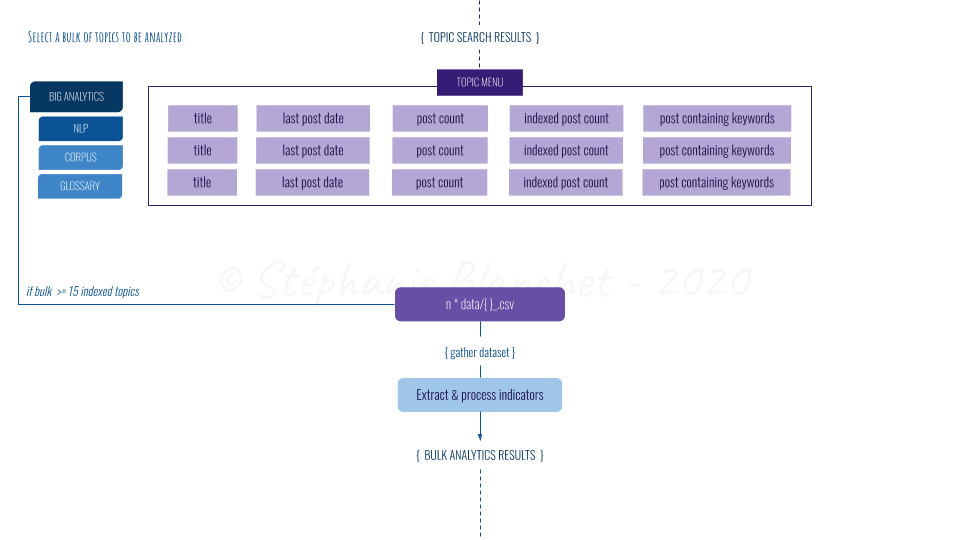 Select a bulk of topics to be analyzed
{ TOPIC SEARCH RESULTS }
TOPIC MENU
BIG ANALYTICS
NLP
CORPUS
GLOSSARY
title last post date post count indexed post count post containing keywords
title last post date post count indexed post count post containing keywords
title last post date post count indexed post count post containing keywords
© Stéphanie Blanchet - 2020
if bulk >= 15 indexed topics
n * data/{ }_.csv
{ gather dataset }
Extract & process indicators
{ BULK ANALYTICS RESULTS }